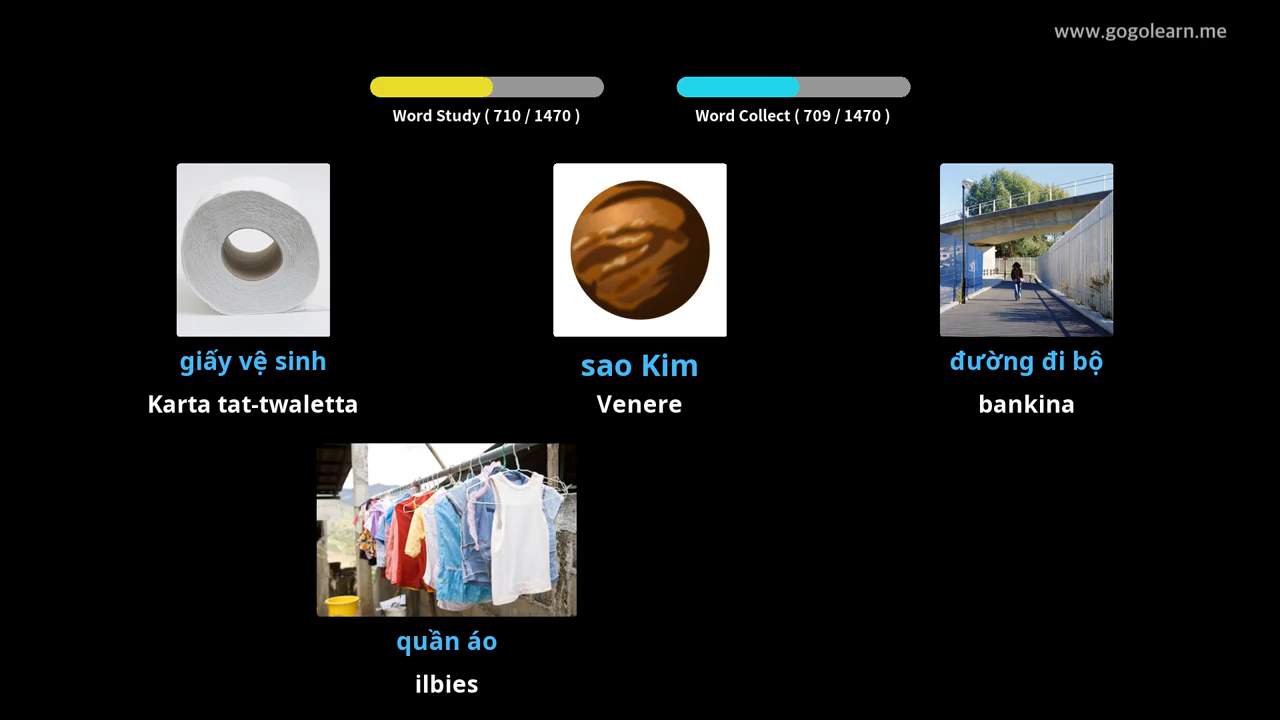 www.gogolearn.me
Word Study ( 710 / 1470 )
Word Collect ( 709 / 1470 )
giấy vệ sinh
Karta tat-twaletta
sao Kim
Venere
đường đi bộ
bankina
quần áo
ilbies